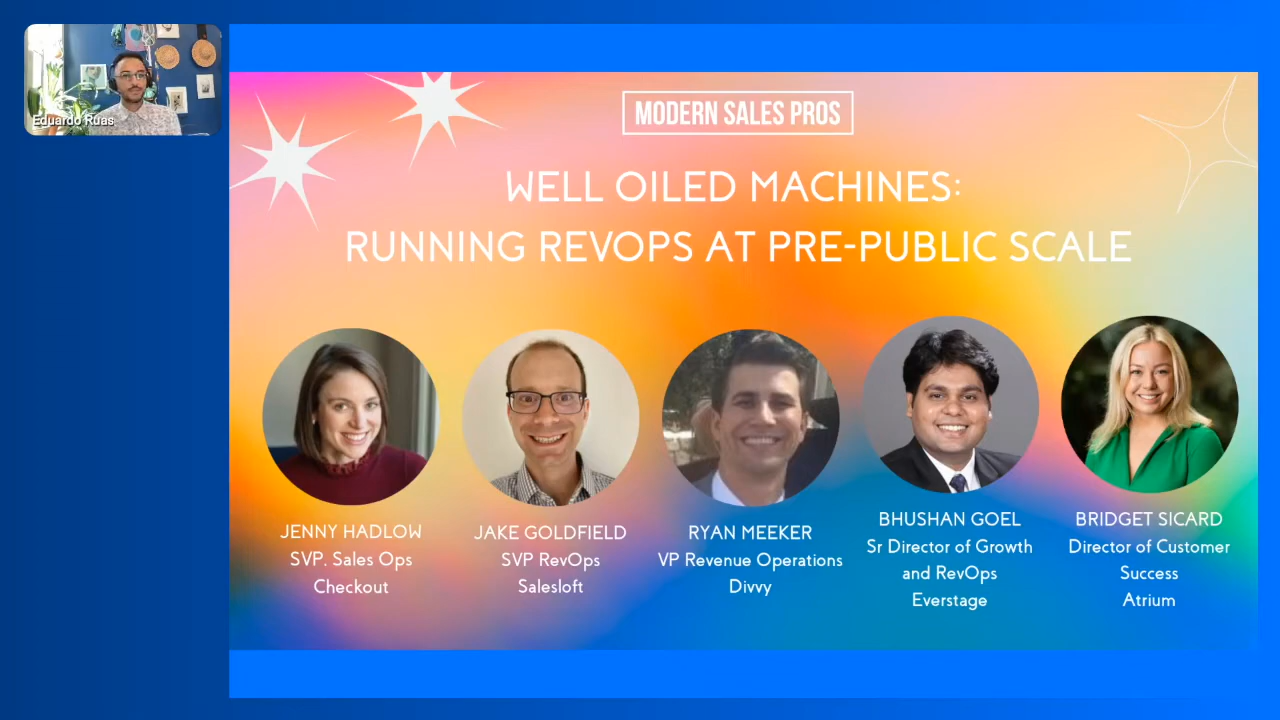 Eduardo Rúas
MODERN SALES PROS
WELL OILED MACHINES:
RUNNING REVOPS AT PRE-PUBLIC SCALE
JENNY HADLOW
SVP. Sales Ops
Checkout
JAKE GOLDFIELD
SVP RevOps
Salesloft
RYAN MEEKER
VP Revenue Operations
Divvy
BHUSHAN GOEL
Sr Director of Growth
and RevOps
Everstage
BRIDGET SICARD
Director of Customer
Success
Atrium